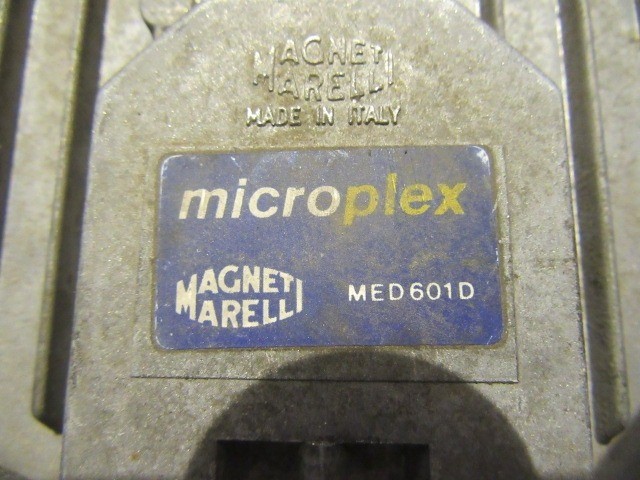 MAGNETI
MARELLI
MADE IN ITALY
microplex
MAGNETI
MARELLI
MED601D